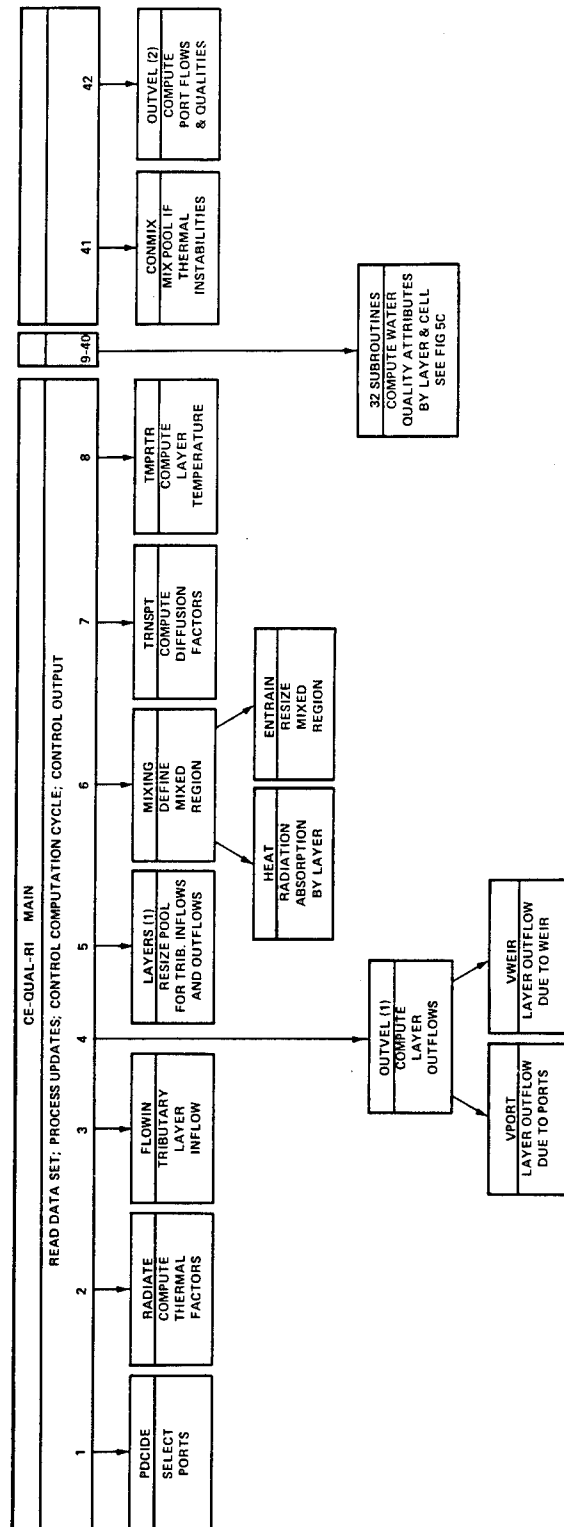 CE-QUAL-RI MAIN
READ DATA SET; PROCESS UPDATES; CONTROL COMPUTATION CYCLE; CONTROL OUTPUT
1
2
3
4
5
6
7
8
9-40
41
42
PDCIDE
SELECT
PORTS
RADIATE
COMPUTE
THERMAL
FACTORS
FLOWIN
TRIBUTARY
LAYER
INFLOW
LAYERS (1)
RESIZE POOL
FOR TRIB. INFLOWS
AND OUTFLOWS
MIXING
DEFINE
MIXED
REGION
TRNSPT
COMPUTE
DIFFUSION
FACTORS
TMPRTR
COMPUTE
LAYER
TEMPERATURE
CONMIX
MIX POOL IF
THERMAL
INSTABILITIES
OUTVEL (2)
COMPUTE
PORT FLOWS
& QUALITIES
HEAT
RADIATION
ABSORPTION
BY LAYER
ENTRAIN
RESIZE
MIXED
REGION
OUTVEL (1)
COMPUTE
LAYER
OUTFLOWS
32 SUBROUTINES
COMPUTE WATER
QUALITY ATTRIBUTES
BY LAYER & CELL
SEE FIG 5C
VPORT
LAYER OUTFLOW
DUE TO PORTS
VWEIR
LAYER OUTFLOW
DUE TO WEIR